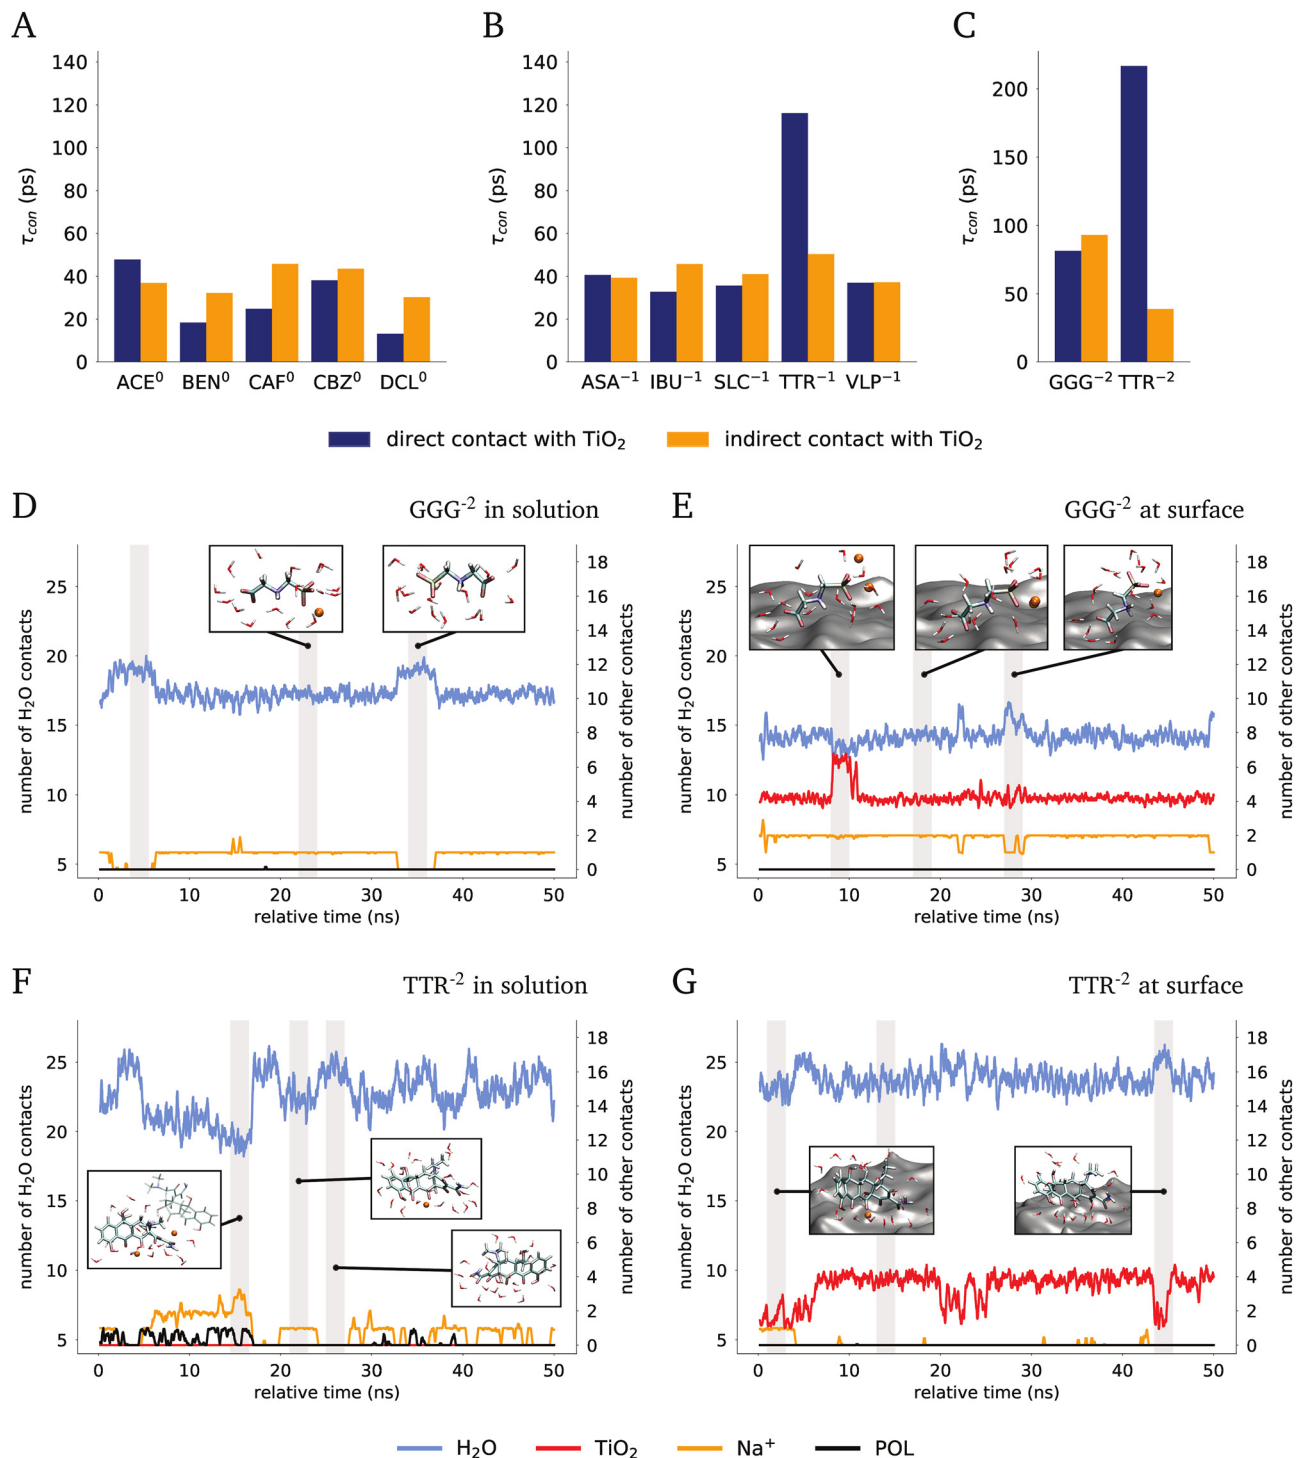 A
B
C
140
120
100
80
60
40
20
0
τcon (ps)
ACE⁰ BEN⁰ CAF⁰ CBZ⁰ DCL⁰
140
120
100
80
60
40
20
0
τcon (ps)
ASA⁻¹ IBU⁻¹ SLC⁻¹ TTR⁻¹ VLP⁻¹
200
150
100
50
0
τcon (ps)
GGG⁻² TTR⁻²
direct contact with TiO₂ indirect contact with TiO₂
D
GGG⁻² in solution
number of H₂O contacts
25
20
15
10
5
18
16
14
12
10
8
6
4
2
0
number of other contacts
0 10 20 30 40 50
relative time (ns)
E
GGG⁻² at surface
number of H₂O contacts
25
20
15
10
5
18
16
14
12
10
8
6
4
2
0
number of other contacts
0 10 20 30 40 50
relative time (ns)
F
TTR⁻² in solution
number of H₂O contacts
25
20
15
10
5
18
16
14
12
10
8
6
4
2
0
number of other contacts
0 10 20 30 40 50
relative time (ns)
G
TTR⁻² at surface
number of H₂O contacts
25
20
15
10
5
18
16
14
12
10
8
6
4
2
0
number of other contacts
0 10 20 30 40 50
relative time (ns)
H₂O TiO₂ Na⁺ POL